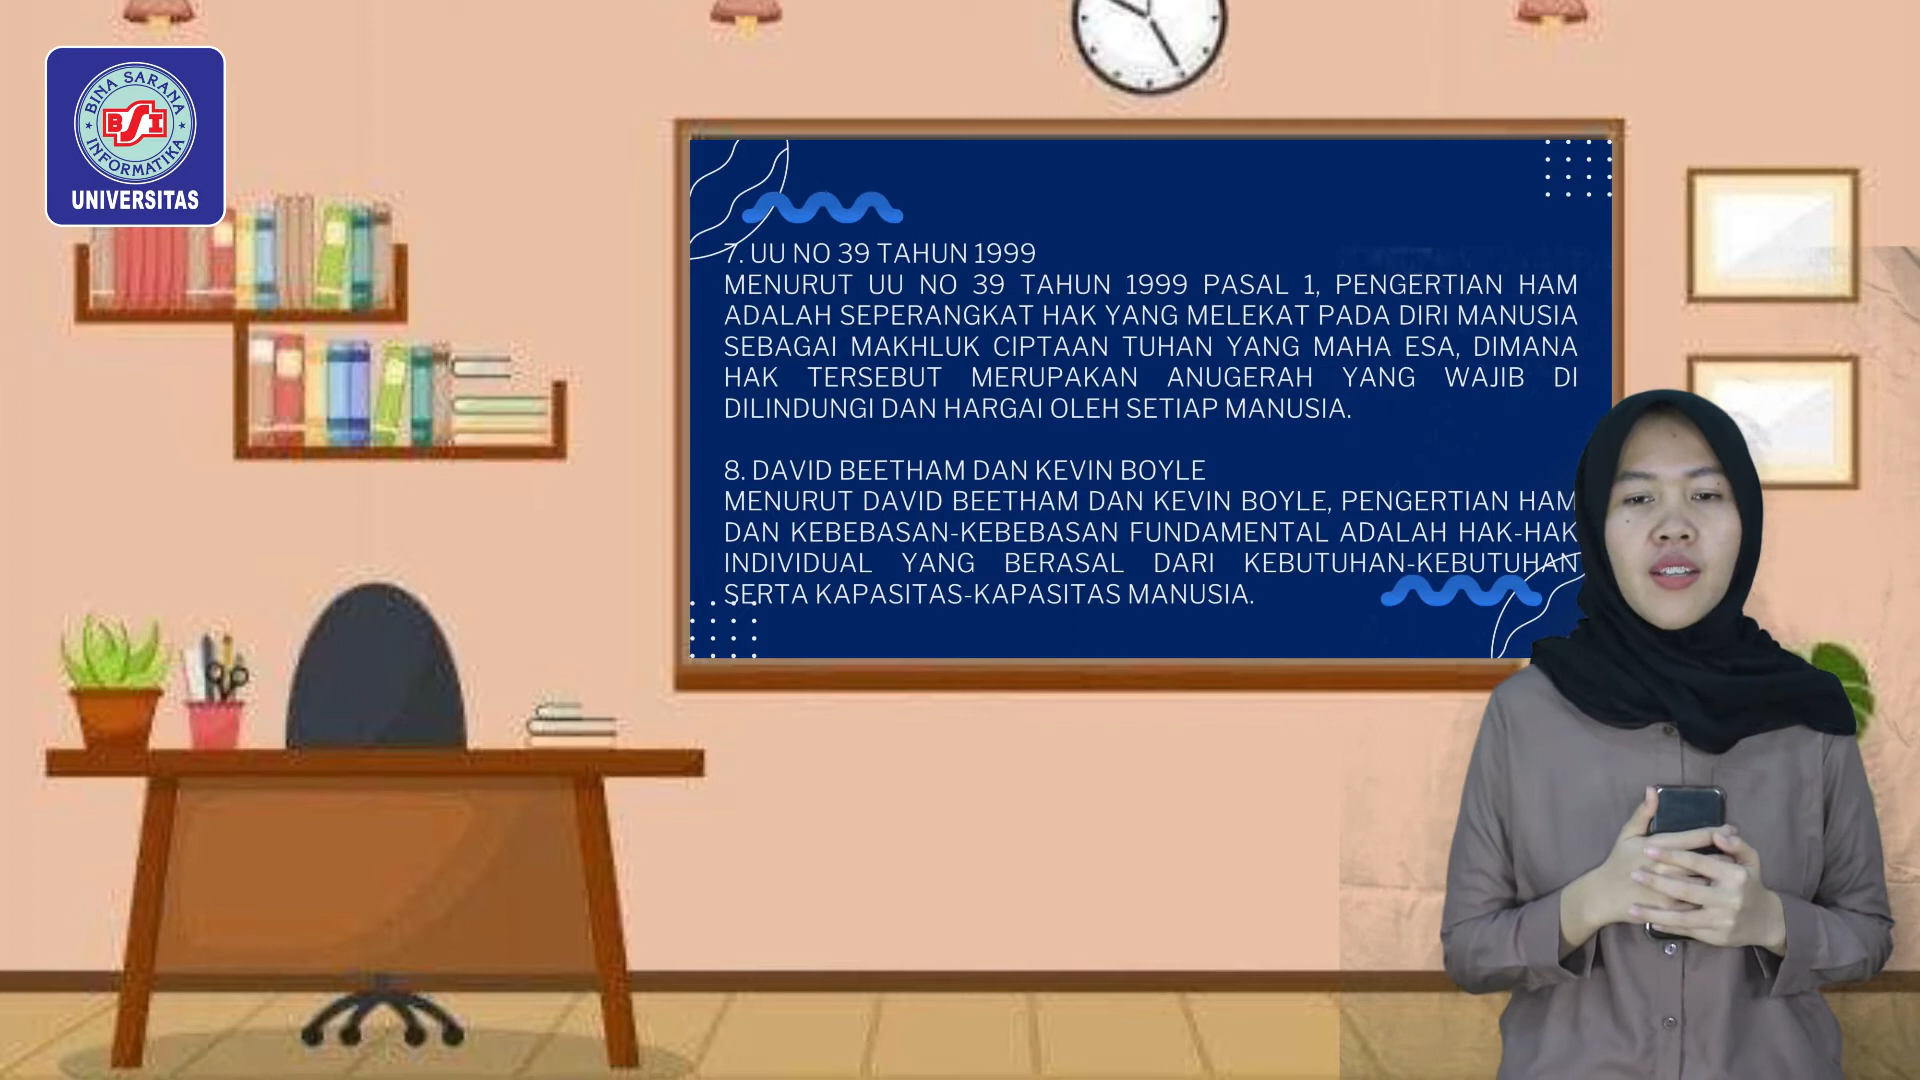 BINA SARANA
BSI
INFORMATIKA
UNIVERSITAS
7. UU NO 39 TAHUN 1999
MENURUT UU NO 39 TAHUN 1999 PASAL 1, PENGERTIAN HAM
ADALAH SEPERANGKAT HAK YANG MELEKAT PADA DIRI MANUSIA
SEBAGAI MAKHLUK CIPTAAN TUHAN YANG MAHA ESA, DIMANA
HAK TERSEBUT MERUPAKAN ANUGERAH YANG WAJIB DI
DILINDUNGI DAN HARGAI OLEH SETIAP MANUSIA.
8. DAVID BEETHAM DAN KEVIN BOYLE
MENURUT DAVID BEETHAM DAN KEVIN BOYLE, PENGERTIAN HAM
DAN KEBEBASAN-KEBEBASAN FUNDAMENTAL ADALAH HAK-HAK
INDIVIDUAL YANG BERASAL DARI KEBUTUHAN-KEBUTUHAN
SERTA KAPASITAS-KAPASITAS MANUSIA.